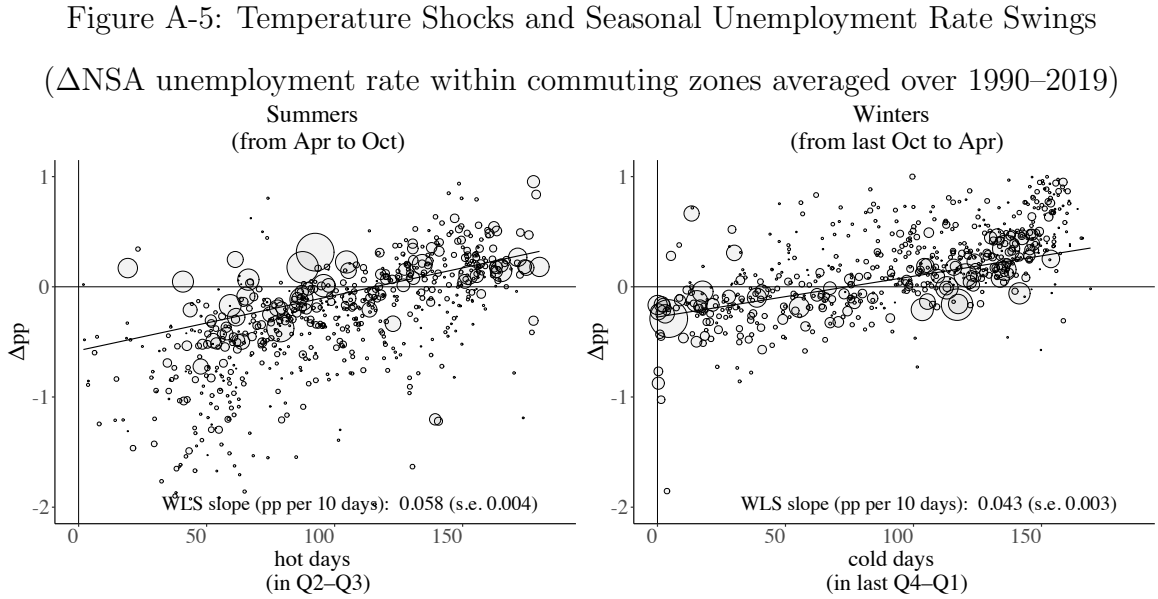 Figure A-5: Temperature Shocks and Seasonal Unemployment Rate Swings
(ΔNSA unemployment rate within commuting zones averaged over 1990–2019)
Summers
(from Apr to Oct)
1
0
-1
-2
Δpp
WLS slope (pp per 10 days): 0.058 (s.e. 0.004)
0 50 100 150
hot days
(in Q2–Q3)
Winters
(from last Oct to Apr)
1
0
-1
-2
Δpp
WLS slope (pp per 10 days): 0.043 (s.e. 0.003)
0 50 100 150
cold days
(in last Q4–Q1)